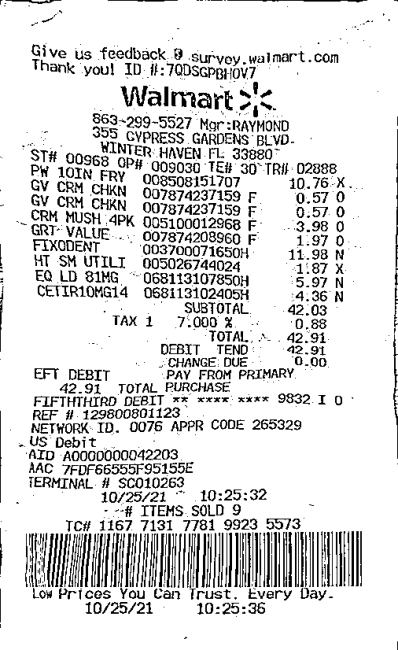 Give us feedback @ survey.walmart.com
Thank you! ID #:7QDSGPBH0V7
Walmart
863-299-5527 Mgr:RAYMOND
355 CYPRESS GARDENS BLVD.
WINTER HAVEN FL 33880
ST# 00968 OP# 009030 TE# 30 TR# 02888
PW 10IN FRY 008508151707 10.76 X
GV CRM CHKN 007874237159 F 0.57 O
GV CRM CHKN 007874237159 F 0.57 O
CRM MUSH 4PK 005100012968 F 3.98 O
GRT VALUE 007874208960 F 1.97 O
FIXODENT 003700071650H 11.98 N
HT SM UTILI 005026744024 1.87 X
EQ LD 81MG 068113107850H 5.97 N
CETIR10MG14 068113102405H 4.36 N
SUBTOTAL 42.03
TAX 1 7.000 % 0.88
TOTAL 42.91
DEBIT TEND 42.91
CHANGE DUE 0.00
EFT DEBIT PAY FROM PRIMARY
42.91 TOTAL PURCHASE
FIFTHTHIRD DEBIT ** **** **** 9832 I 0
REF # 129800801123
NETWORK ID. 0076 APPR CODE 265329
US Debit
AID A0000000042203
AAC 7FDF66555F95155E
TERMINAL # SC010263
10/25/21 10:25:32
# ITEMS SOLD 9
TC# 1167 7131 7781 9923 5573
Low Prices You Can Trust. Every Day.
10/25/21 10:25:36